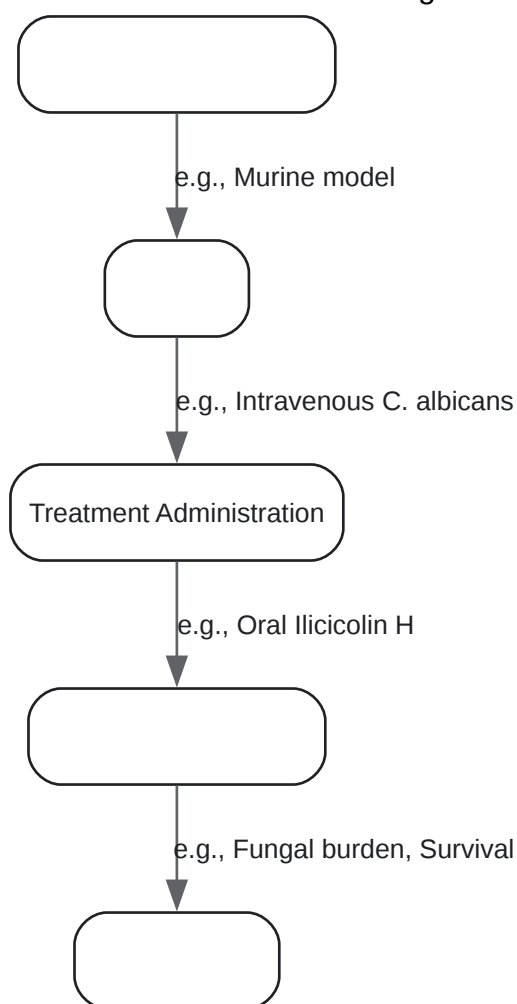 e.g., Murine model
e.g., Intravenous C. albicans
Treatment Administration
e.g., Oral Ilicicolin H
e.g., Fungal burden, Survival